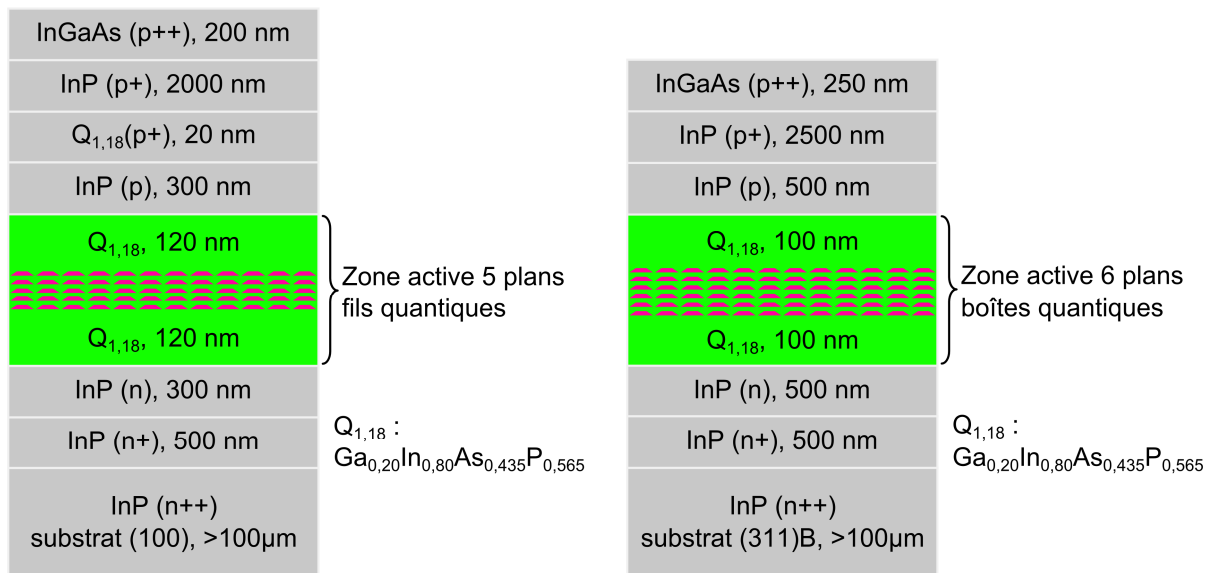 InGaAs (p++), 200 nm
InP (p+), 2000 nm
Q1,18(p+), 20 nm
InP (p), 300 nm
Q1,18, 120 nm
Zone active 5 plans
fils quantiques
Q1,18, 120 nm
InP (n), 300 nm
InP (n+), 500 nm
Q1,18 :
Ga0,20In0,80As0,435P0,565
InP (n++)
substrat (100), >100µm
InGaAs (p++), 250 nm
InP (p+), 2500 nm
InP (p), 500 nm
Q1,18, 100 nm
Zone active 6 plans
boîtes quantiques
Q1,18, 100 nm
InP (n), 500 nm
InP (n+), 500 nm
Q1,18 :
Ga0,20In0,80As0,435P0,565
InP (n++)
substrat (311)B, >100µm